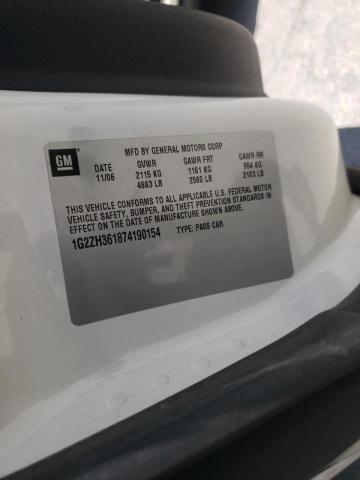 MFD BY GENERAL MOTORS CORP
GM
DATE GVWR GAWR FRT GAWR RR
11/06 2115 KG 1161 KG 954 KG
4663 LB 2560 LB 2103 LB
THIS VEHICLE CONFORMS TO ALL APPLICABLE U.S. FEDERAL MOTOR
VEHICLE SAFETY, BUMPER, AND THEFT PREVENTION STANDARDS IN
EFFECT ON THE DATE OF MANUFACTURE SHOWN ABOVE.
1G2ZH361874190154 TYPE: PASS CAR